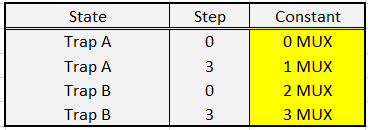 State Step Constant
Trap A 0 0 MUX
Trap A 3 1 MUX
Trap B 0 2 MUX
Trap B 3 3 MUX